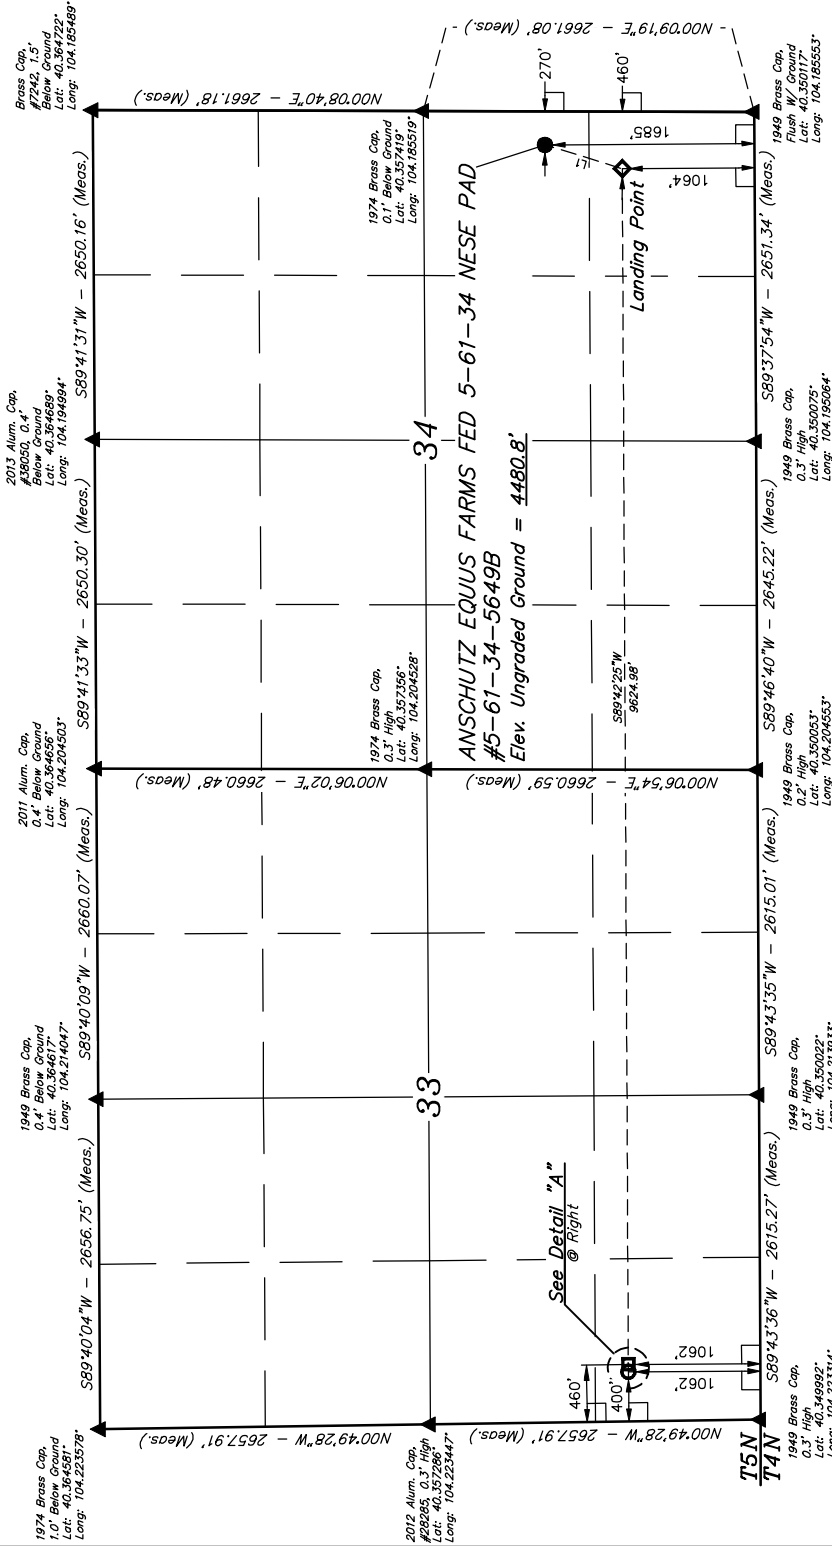 1974 Brass Cap,
1.0' Below Ground
Lat: 40.364581°
Long: 104.223578°
S89°40'04"W – 2656.75' (Meas.)
1949 Brass Cap,
0.4' Below Ground
Lat: 40.364617°
Long: 104.214047°
S89°40'09"W – 2660.07' (Meas.)
2011 Alum. Cap,
0.4' Below Ground
Lat: 40.364656°
Long: 104.204503°
S89°41'33"W – 2650.30' (Meas.)
2013 Alum. Cap,
#38050, 0.4'
Below Ground
Lat: 40.364689°
Long: 104.194994°
S89°41'31"W – 2650.16' (Meas.)
Brass Cap,
#7242, 1.5'
Below Ground
Lat: 40.364722°
Long: 104.185489°
N00°49'28"W – 2657.91' (Meas.)
N00°06'02"E – 2660.48' (Meas.)
N00°08'40"E – 2661.18' (Meas.)
2012 Alum. Cap,
#28285, 0.3' High
Lat: 40.357286°
Long: 104.223447°
33
1974 Brass Cap,
0.3' High
Lat: 40.357356°
Long: 104.204528°
34
1974 Brass Cap,
0.1' Below Ground
Lat: 40.357419°
Long: 104.185519°
N00°49'28"W – 2657.91' (Meas.)
N00°06'54"E – 2660.59' (Meas.)
N00°09'19"E – 2661.08' (Meas.)
ANSCHUTZ EQUUS FARMS FED 5–61–34 NESE PAD
#5–61–34–5649B
Elev. Ungraded Ground = 4480.8'
See Detail "A"
@ Right
270'
460'
L1
1685'
1064'
Landing Point
S89°42'25"W
9624.98'
460'
400'
1062'
1062'
T5N
T4N
S89°43'36"W – 2615.27' (Meas.)
S89°43'35"W – 2615.01' (Meas.)
S89°46'40"W – 2645.22' (Meas.)
S89°37'54"W – 2651.34' (Meas.)
1949 Brass Cap,
0.3' High
Lat: 40.349992°
1949 Brass Cap,
0.3' High
Lat: 40.350022°
1949 Brass Cap,
0.2' High
Lat: 40.350053°
Long: 104.204553°
1949 Brass Cap,
0.3' High
Lat: 40.350075°
Long: 104.195064°
1949 Brass Cap,
Flush W/ Ground
Lat: 40.350117°
Long: 104.185553°